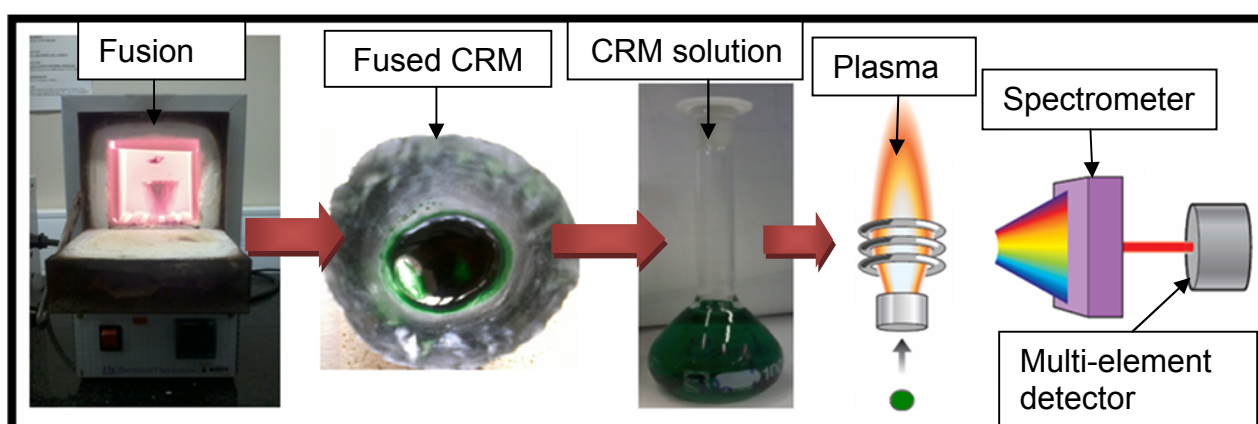 Fusion
Fused CRM
CRM solution
Plasma
Spectrometer
Multi-element
detector